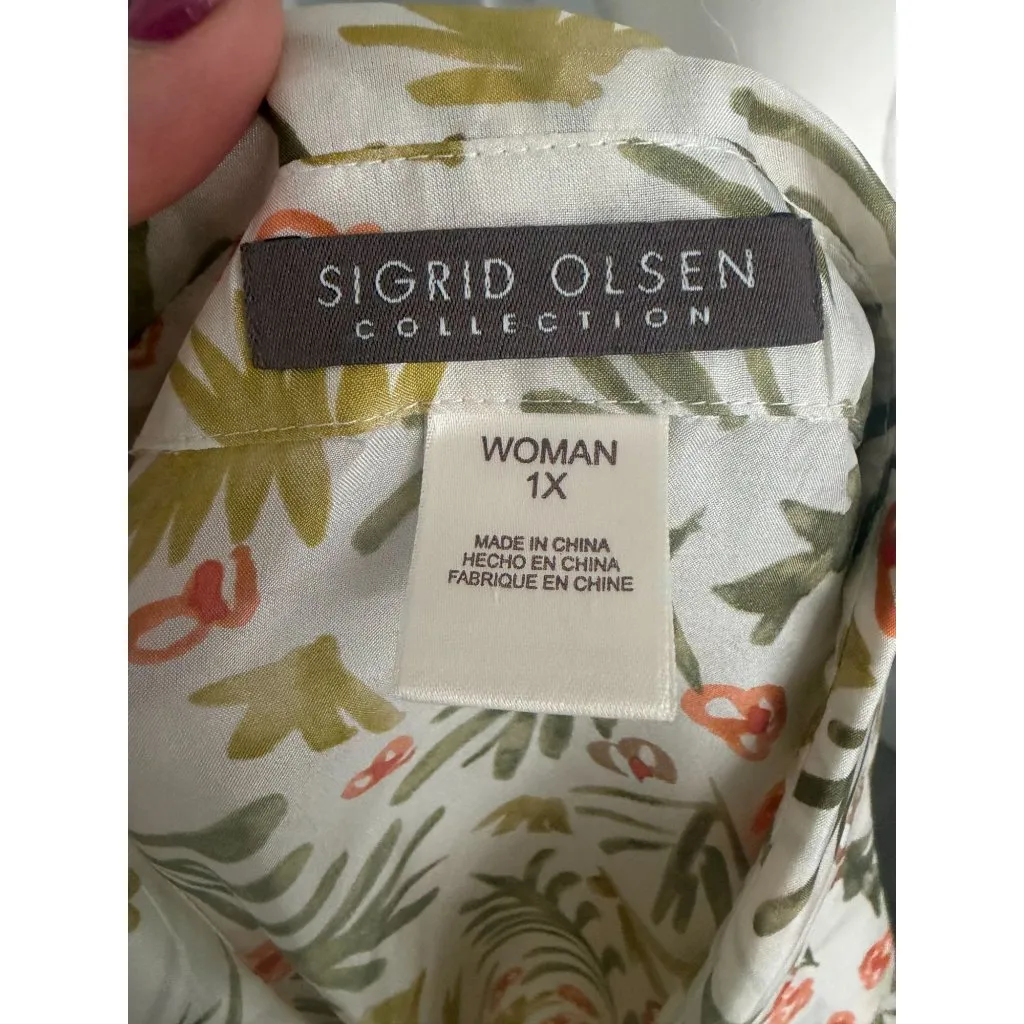 SIGRID OLSEN
COLLECTION
WOMAN
1X
MADE IN CHINA
HECHO EN CHINA
FABRIQUE EN CHINE